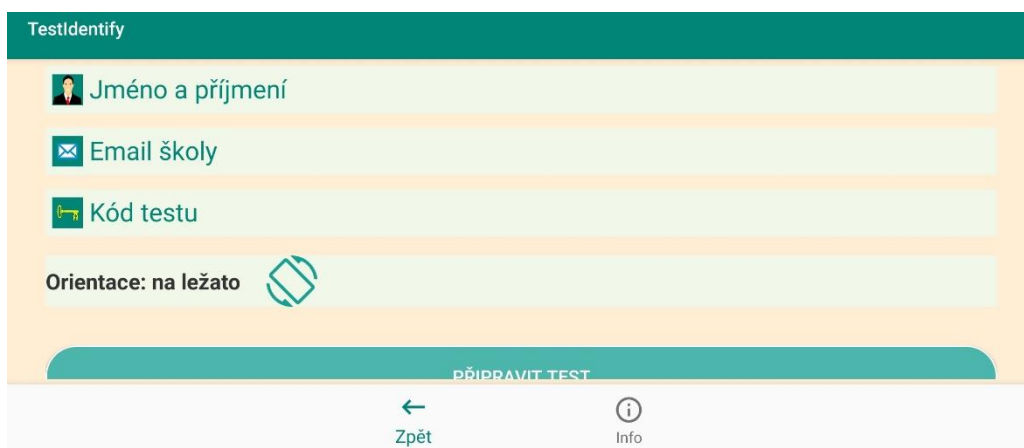 TestIdentify
Jméno a příjmení
Email školy
Kód testu
Orientace: na ležato
PŘIPRAVIT TEST
Zpět
Info